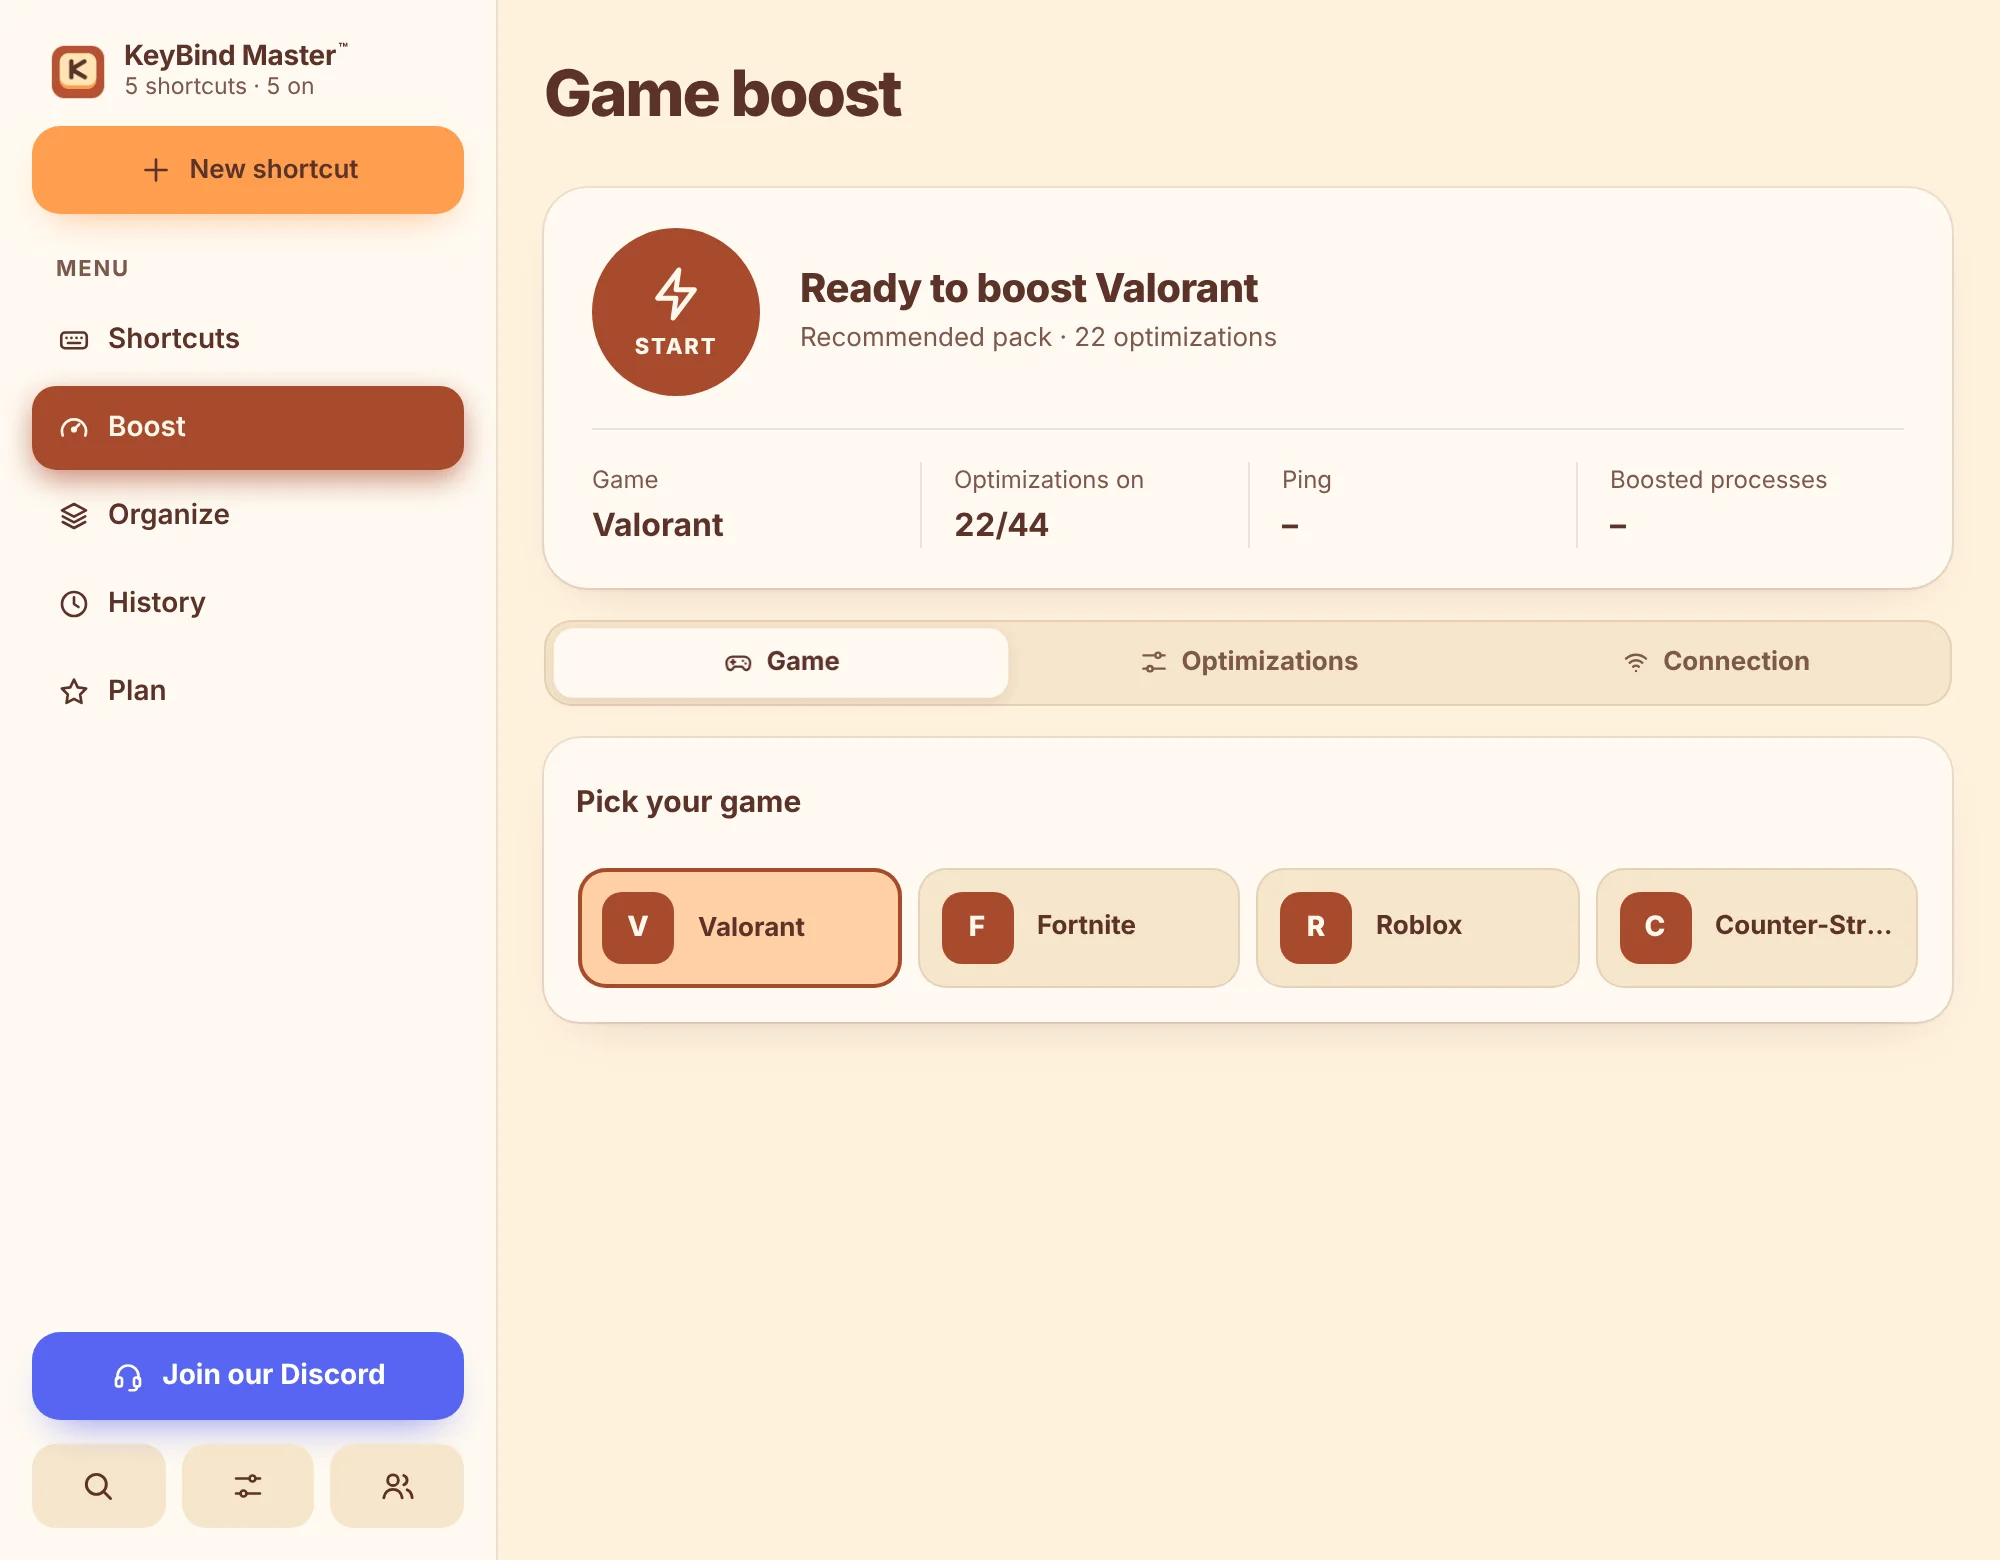 KeyBind Master™
5 shortcuts · 5 on
New shortcut
MENU
Shortcuts
Boost
Organize
History
Plan
Join our Discord
Game boost
START
Ready to boost Valorant
Recommended pack · 22 optimizations
Game
Valorant
Optimizations on
22/44
Ping
–
Boosted processes
–
Game
Optimizations
Connection
Pick your game
V Valorant
F Fortnite
R Roblox
C Counter-Str...